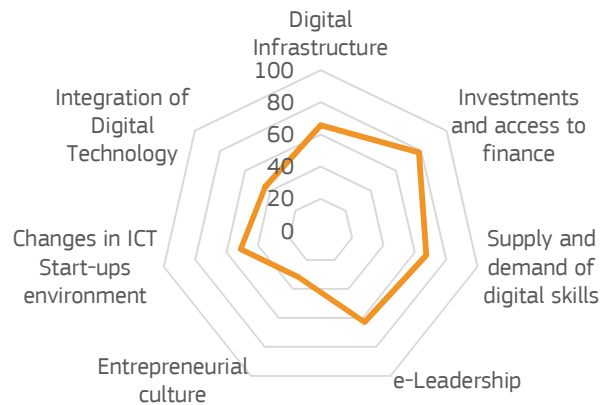 Digital
Infrastructure
100
80
60
40
20
0
Investments
and access to
finance
Supply and
demand of
digital skills
e-Leadership
Entrepreneurial
culture
Changes in ICT
Start-ups
environment
Integration of
Digital
Technology